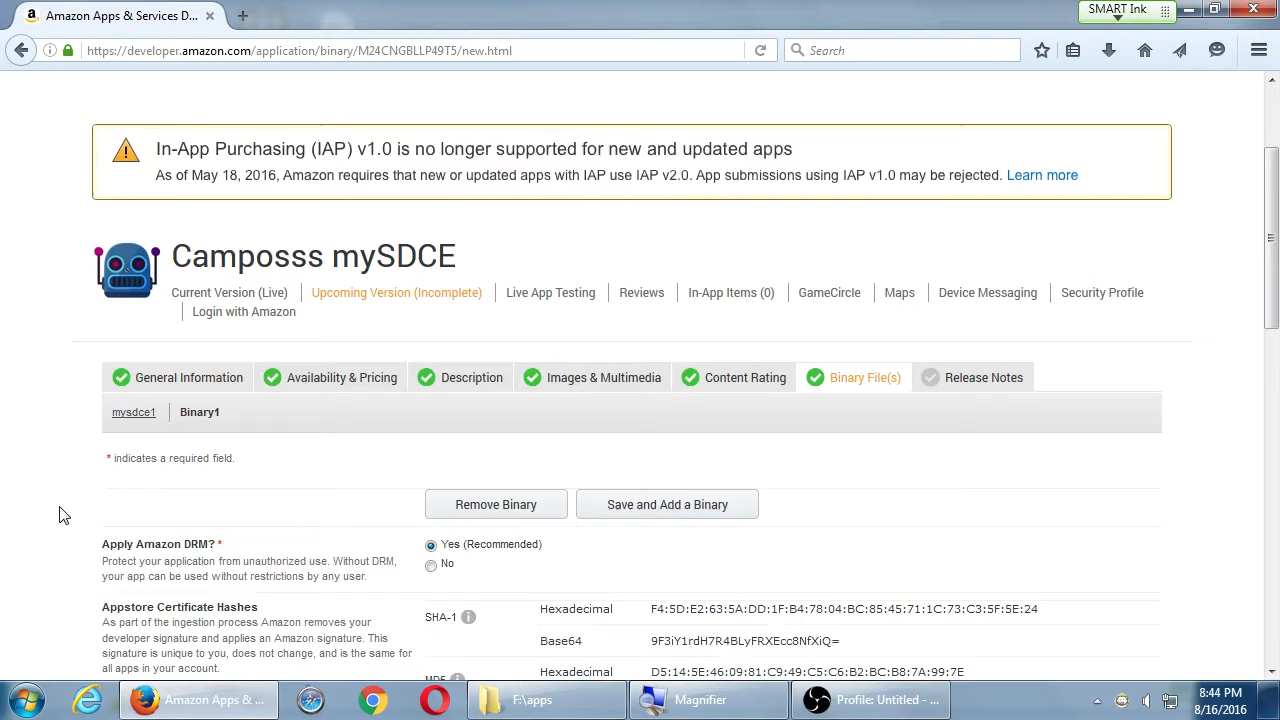 Amazon Apps & Services D...
SMART Ink
https://developer.amazon.com/application/binary/M24CNGBLLP49T5/new.html
Search
In-App Purchasing (IAP) v1.0 is no longer supported for new and updated apps
As of May 18, 2016, Amazon requires that new or updated apps with IAP use IAP v2.0. App submissions using IAP v1.0 may be rejected. Learn more
Camposss mySDCE
Current Version (Live) Upcoming Version (Incomplete) Live App Testing Reviews In-App Items (0) GameCircle Maps Device Messaging Security Profile
Login with Amazon
General Information Availability & Pricing Description Images & Multimedia Content Rating Binary File(s) Release Notes
mysdce1 Binary1
* indicates a required field.
Remove Binary Save and Add a Binary
Apply Amazon DRM? * Yes (Recommended)
Protect your application from unauthorized use. Without DRM, No
your app can be used without restrictions by any user.
Appstore Certificate Hashes
As part of the ingestion process Amazon removes your
developer signature and applies an Amazon signature. This
signature is unique to you, does not change, and is the same for
all apps in your account.
SHA-1 Hexadecimal F4:5D:E2:63:5A:DD:1F:B4:78:04:BC:85:45:71:1C:73:C3:5F:5E:24
Base64 9F3iY1rdH7R4BLyFRXEcc8NfXiQ=
MD5 Hexadecimal D5:14:5E:46:09:81:C9:49:C5:C6:B2:BC:B8:7A:99:7E
Amazon Apps & ... F:\apps Magnifier Profile: Untitled - ...
8:44 PM
8/16/2016